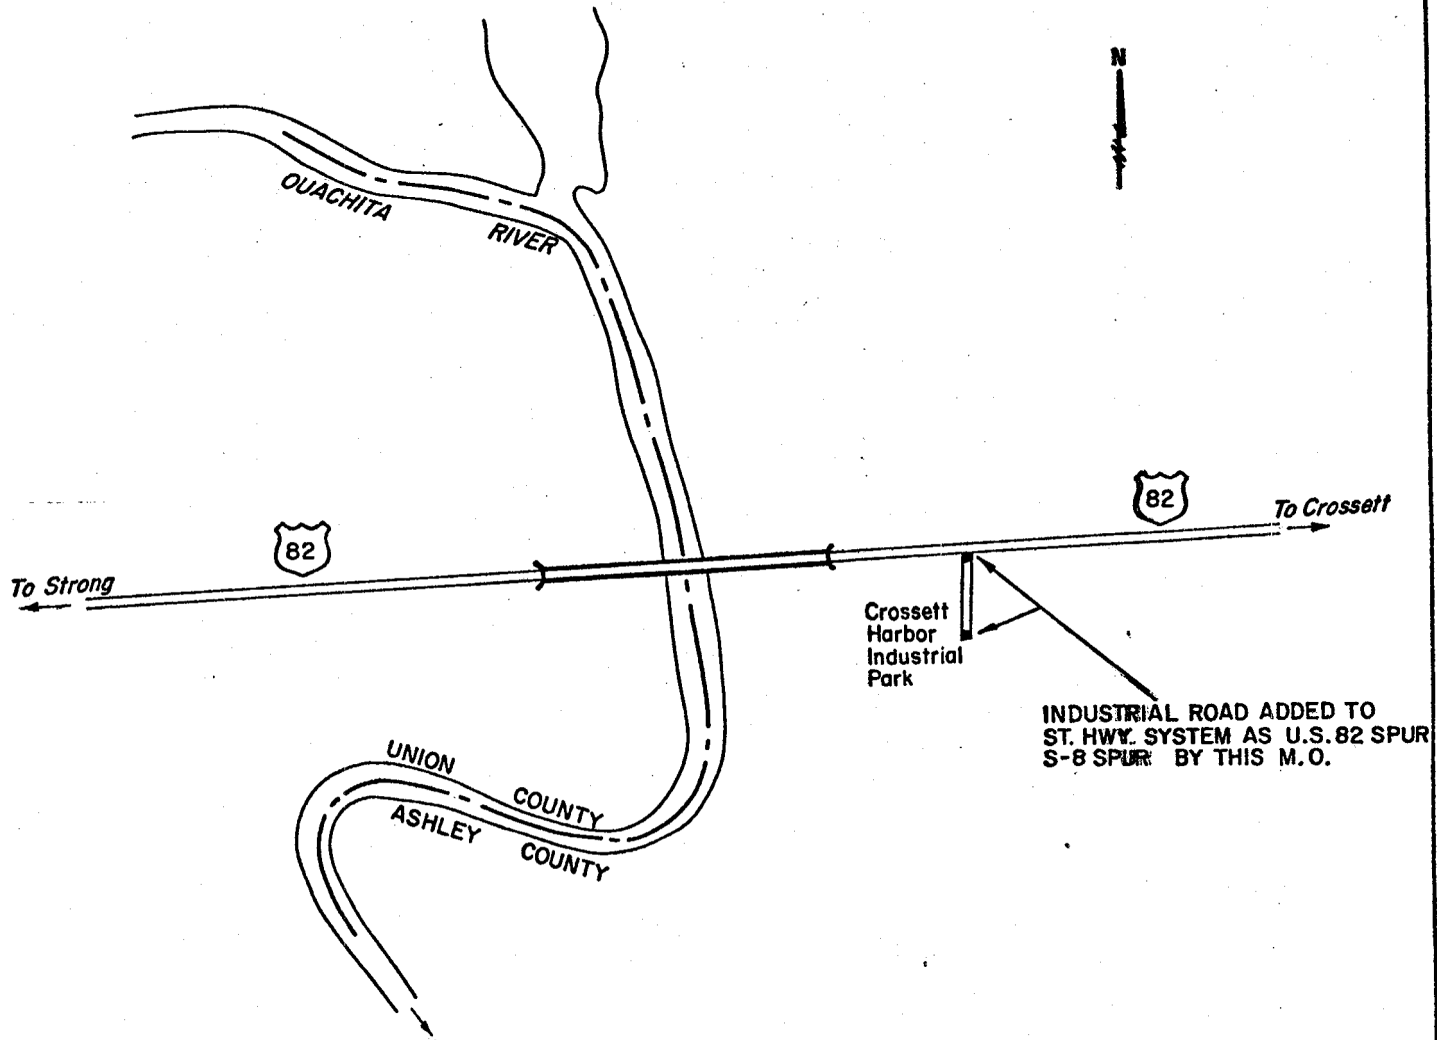 N
OUACHITA
RIVER
82
To Crossett
82
To Strong
Crossett
Harbor
Industrial
Park
INDUSTRIAL ROAD ADDED TO
ST. HWY. SYSTEM AS U.S. 82 SPUR
S-8 SPUR BY THIS M.O.
UNION COUNTY
ASHLEY COUNTY